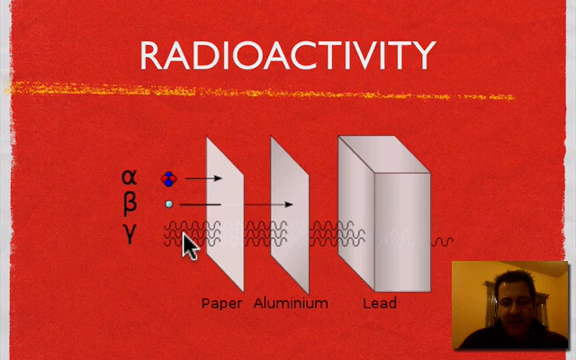 RADIOACTIVITY
α
β
γ
Paper Aluminium Lead